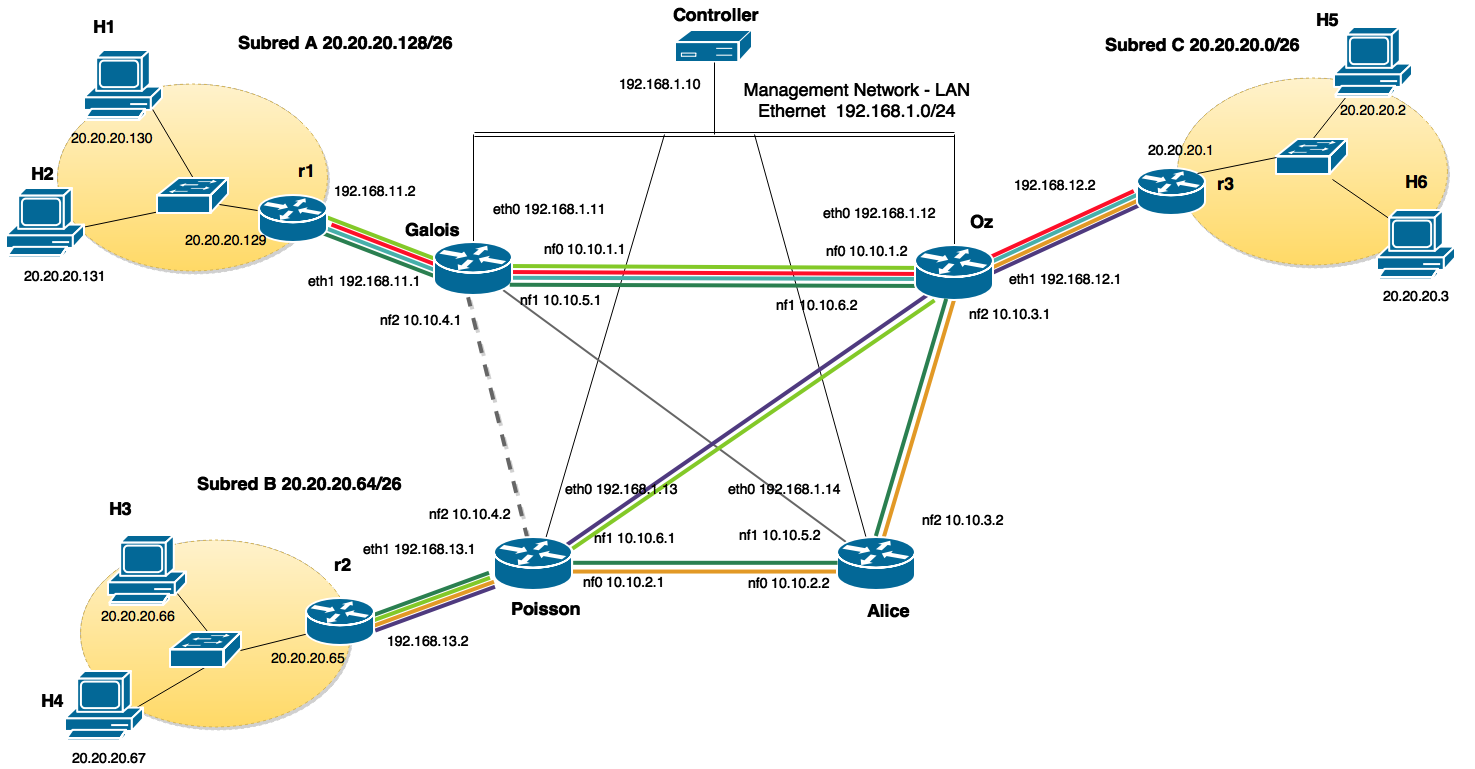 Controller
H1
H5
Subred A 20.20.20.128/26
Subred C 20.20.20.0/26
192.168.1.10
Management Network - LAN
Ethernet 192.168.1.0/24
20.20.20.130
20.20.20.2
H2
r1
20.20.20.1
r3
H6
192.168.11.2
192.168.12.2
eth0 192.168.1.11
eth0 192.168.1.12
Oz
Galois
20.20.20.129
nf0 10.10.1.1
nf0 10.10.1.2
20.20.20.131
eth1 192.168.11.1
eth1 192.168.12.1
20.20.20.3
nf1 10.10.5.1
nf1 10.10.6.2
nf2 10.10.4.1
nf2 10.10.3.1
Subred B 20.20.20.64/26
eth0 192.168.1.13
eth0 192.168.1.14
H3
nf2 10.10.4.2
nf2 10.10.3.2
eth1 192.168.13.1
nf1 10.10.6.1
nf1 10.10.5.2
r2
nf0 10.10.2.1
nf0 10.10.2.2
20.20.20.66
Poisson
Alice
192.168.13.2
20.20.20.65
H4
20.20.20.67